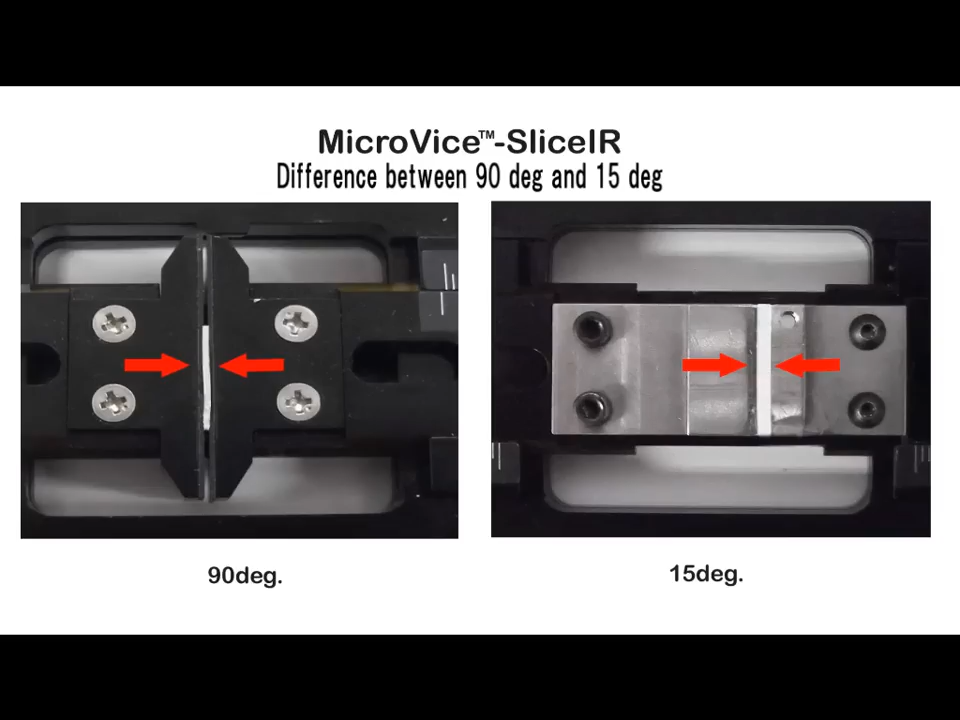 MicroVice™-SliceIR
Difference between 90 deg and 15 deg
90deg.
15deg.